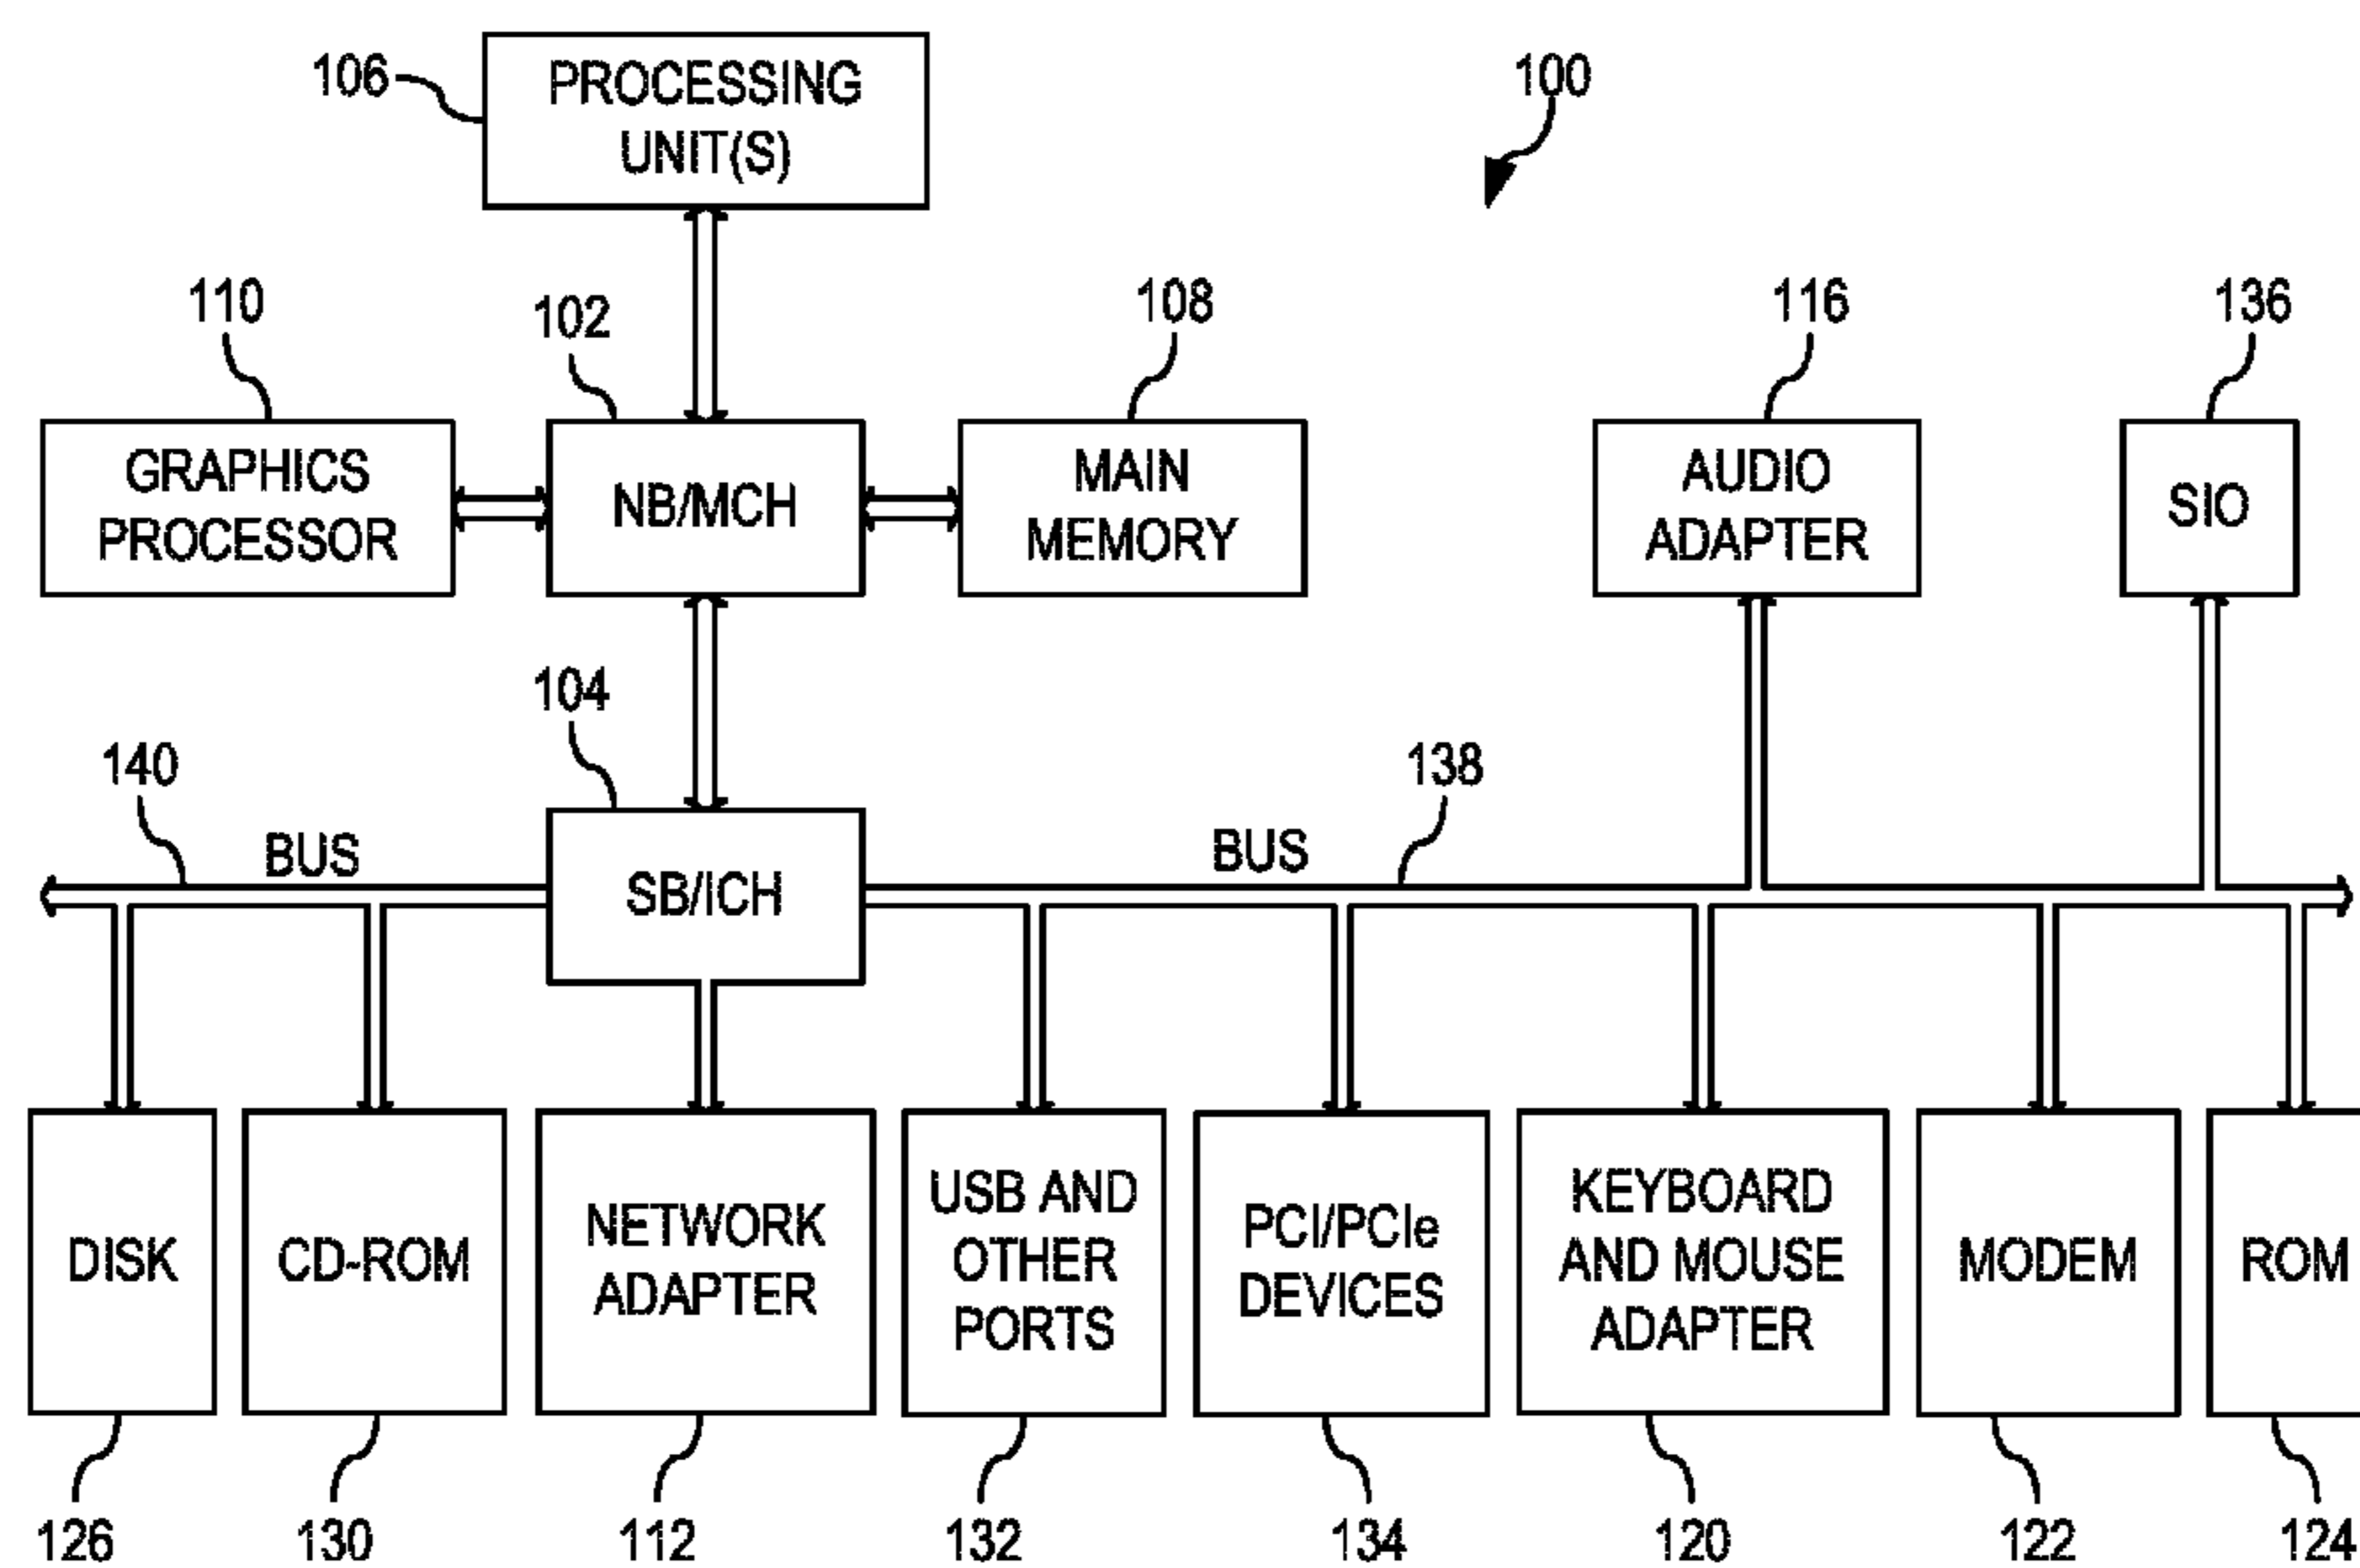 106
PROCESSING
UNIT(S)
100
110
102
108
116
136
GRAPHICS
PROCESSOR
NB/MCH
MAIN
MEMORY
AUDIO
ADAPTER
SIO
104
140
BUS
SB/ICH
BUS
138
DISK
CD-ROM
NETWORK
ADAPTER
USB AND
OTHER
PORTS
PCI/PCIe
DEVICES
KEYBOARD
AND MOUSE
ADAPTER
MODEM
ROM
126
130
112
132
134
120
122
124